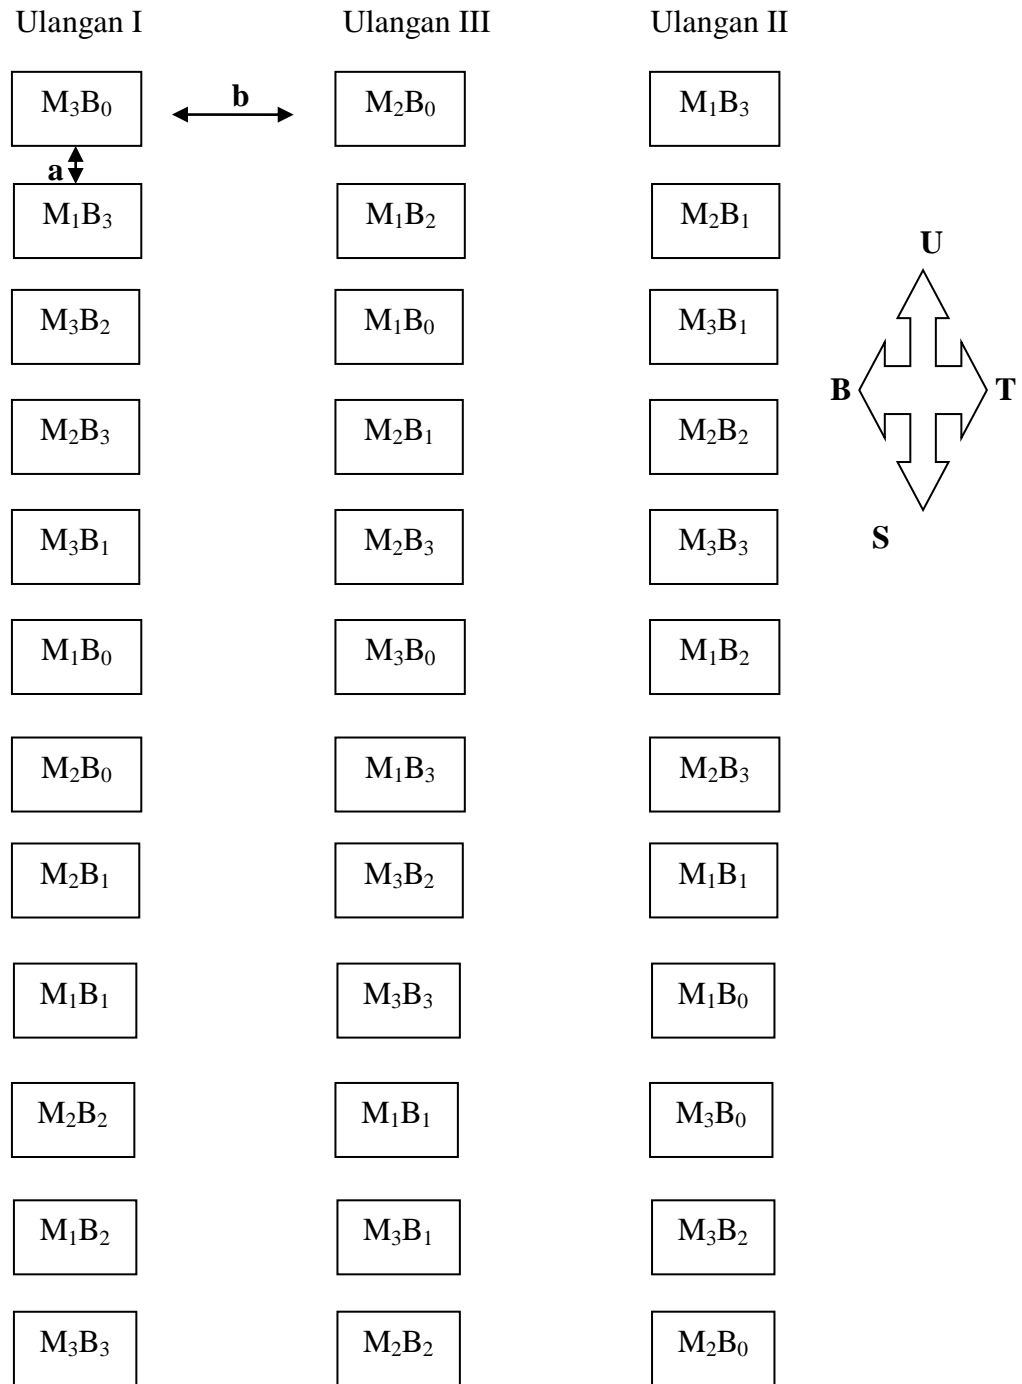 Ulangan I Ulangan III Ulangan II
M₃B₀ b M₂B₀ M₁B₃
a
M₁B₃ M₁B₂ M₂B₁
U
M₃B₂ M₁B₀ M₃B₁
B T
M₂B₃ M₂B₁ M₂B₂
M₃B₁ M₂B₃ M₃B₃
S
M₁B₀ M₃B₀ M₁B₂
M₂B₀ M₁B₃ M₂B₃
M₂B₁ M₃B₂ M₁B₁
M₁B₁ M₃B₃ M₁B₀
M₂B₂ M₁B₁ M₃B₀
M₁B₂ M₃B₁ M₃B₂
M₃B₃ M₂B₂ M₂B₀